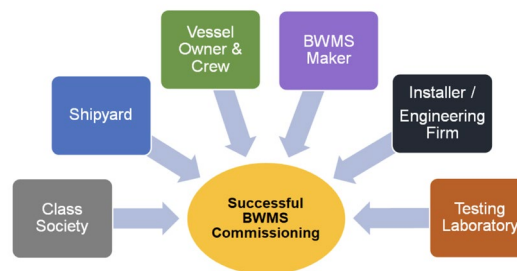 Vessel
Owner &
Crew
BWMS
Maker
Shipyard
Installer /
Engineering
Firm
Class
Society
Successful
BWMS
Commissioning
Testing
Laboratory